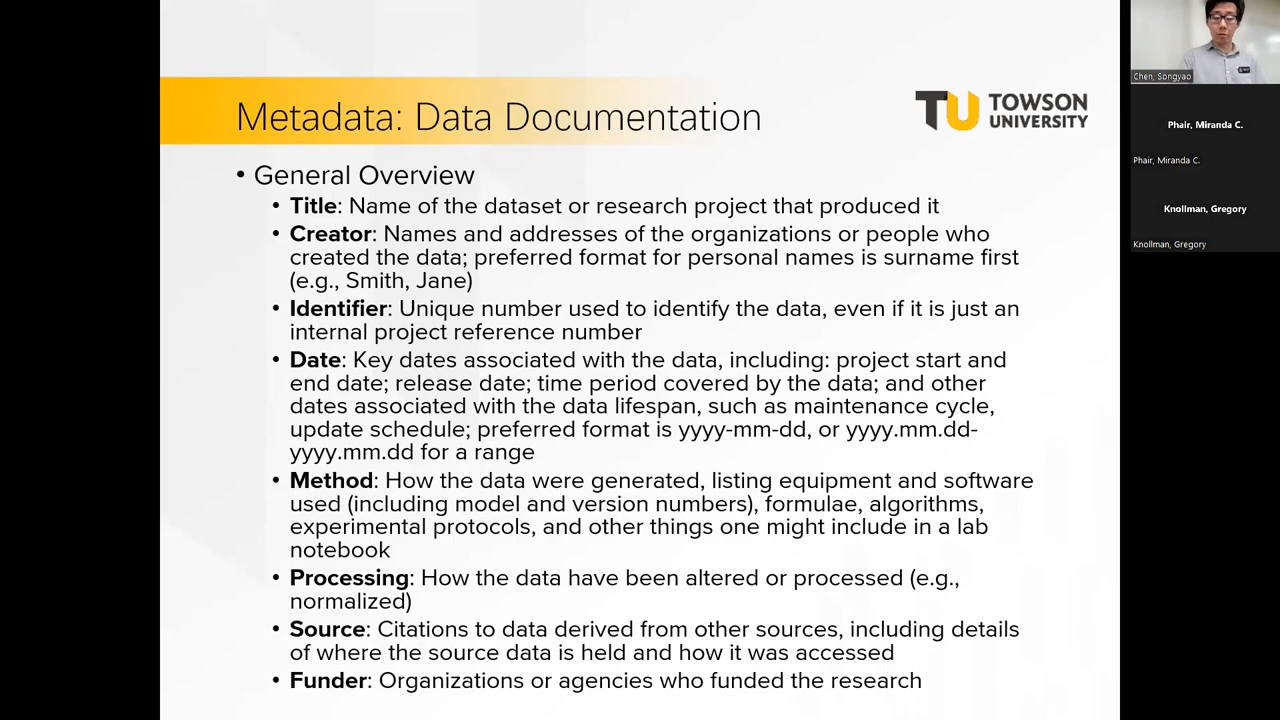 Metadata: Data Documentation
TOWSON
UNIVERSITY
• General Overview
• Title: Name of the dataset or research project that produced it
• Creator: Names and addresses of the organizations or people who
created the data; preferred format for personal names is surname first
(e.g., Smith, Jane)
• Identifier: Unique number used to identify the data, even if it is just an
internal project reference number
• Date: Key dates associated with the data, including: project start and
end date; release date; time period covered by the data; and other
dates associated with the data lifespan, such as maintenance cycle,
update schedule; preferred format is yyyy-mm-dd, or yyyy.mm.dd-
yyyy.mm.dd for a range
• Method: How the data were generated, listing equipment and software
used (including model and version numbers), formulae, algorithms,
experimental protocols, and other things one might include in a lab
notebook
• Processing: How the data have been altered or processed (e.g.,
normalized)
• Source: Citations to data derived from other sources, including details
of where the source data is held and how it was accessed
• Funder: Organizations or agencies who funded the research
Chen, Songyao
Phair, Miranda C.
Phair, Miranda C.
Knollman, Gregory
Knollman, Gregory